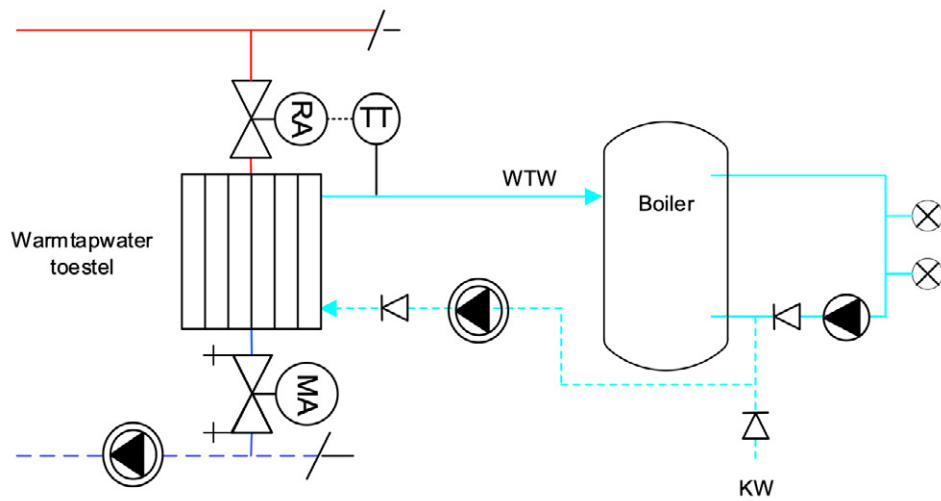 RA
TT
WTW
Boiler
Warmtapwater
toestel
MA
KW